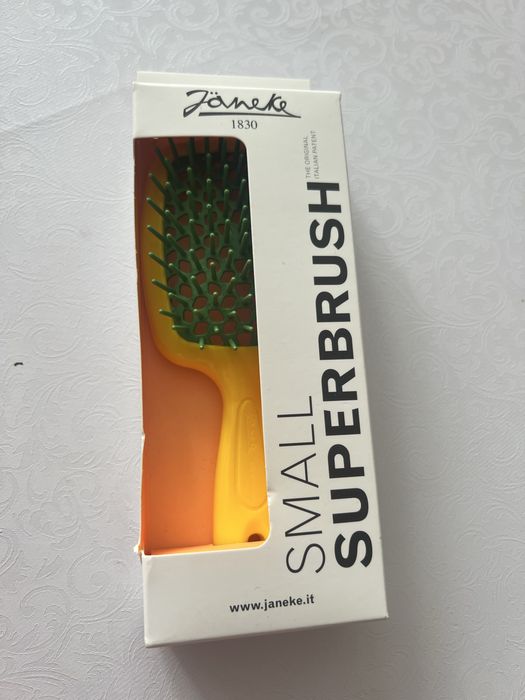 Jäneke
1830
THE ORIGINAL
ITALIAN PATENT
SMALL
SUPERBRUSH
www.janeke.it